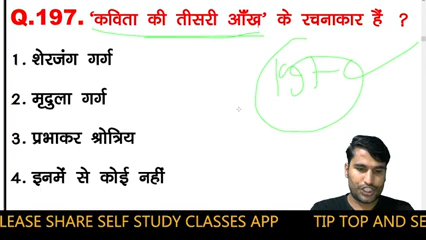 Q.197. ‘कविता की तीसरी आँख’ के रचनाकार हैं ?
1. शेरजंग गर्ग
2. मृदुला गर्ग
3. प्रभाकर श्रोत्रिय
4. इनमें से कोई नहीं
LEASE SHARE SELF STUDY CLASSES APP TIP TOP AND SE